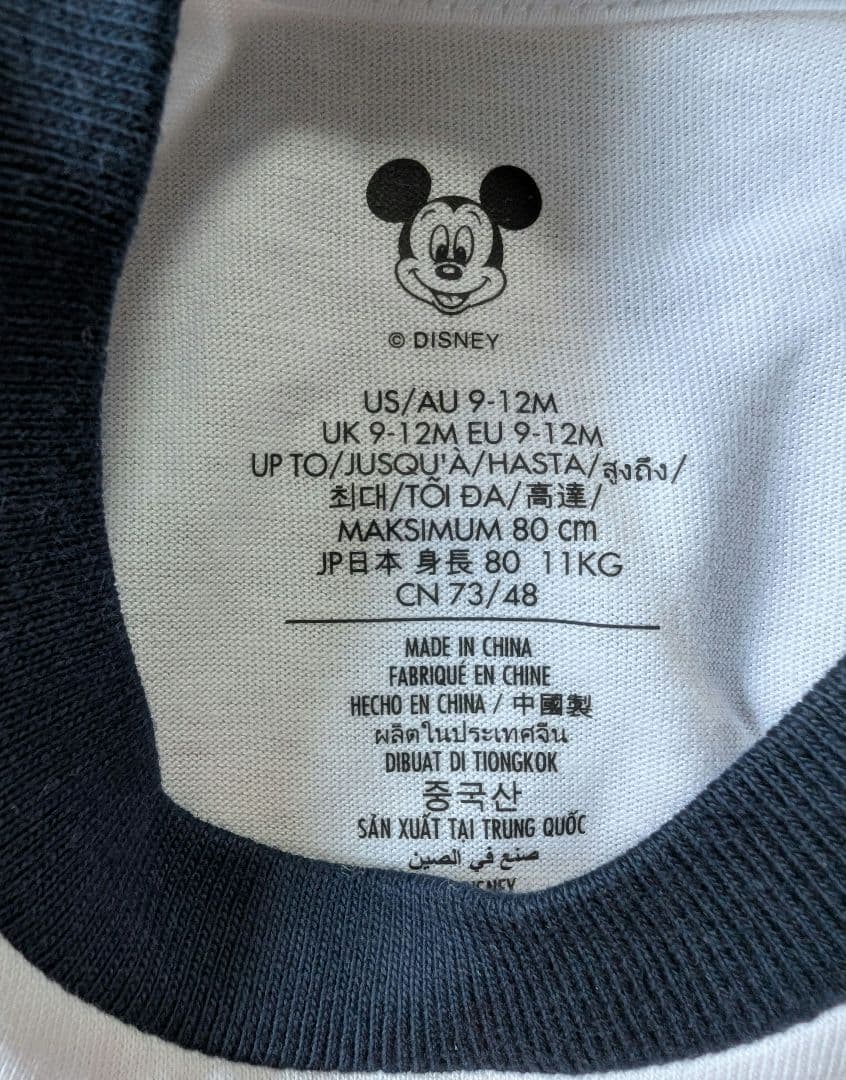 © DISNEY
US/AU 9-12M
UK 9-12M EU 9-12M
UP TO/JUSQU'À/HASTA/สูงถึง/
최대/TỐI ĐA/高達/
MAKSIMUM 80 cm
JP日本 身長 80 11KG
CN 73/48
MADE IN CHINA
FABRIQUÉ EN CHINE
HECHO EN CHINA / 中國製
ผลิตในประเทศจีน
DIBUAT DI TIONGKOK
중국산
SẢN XUẤT TẠI TRUNG QUỐC
صنع في الصين